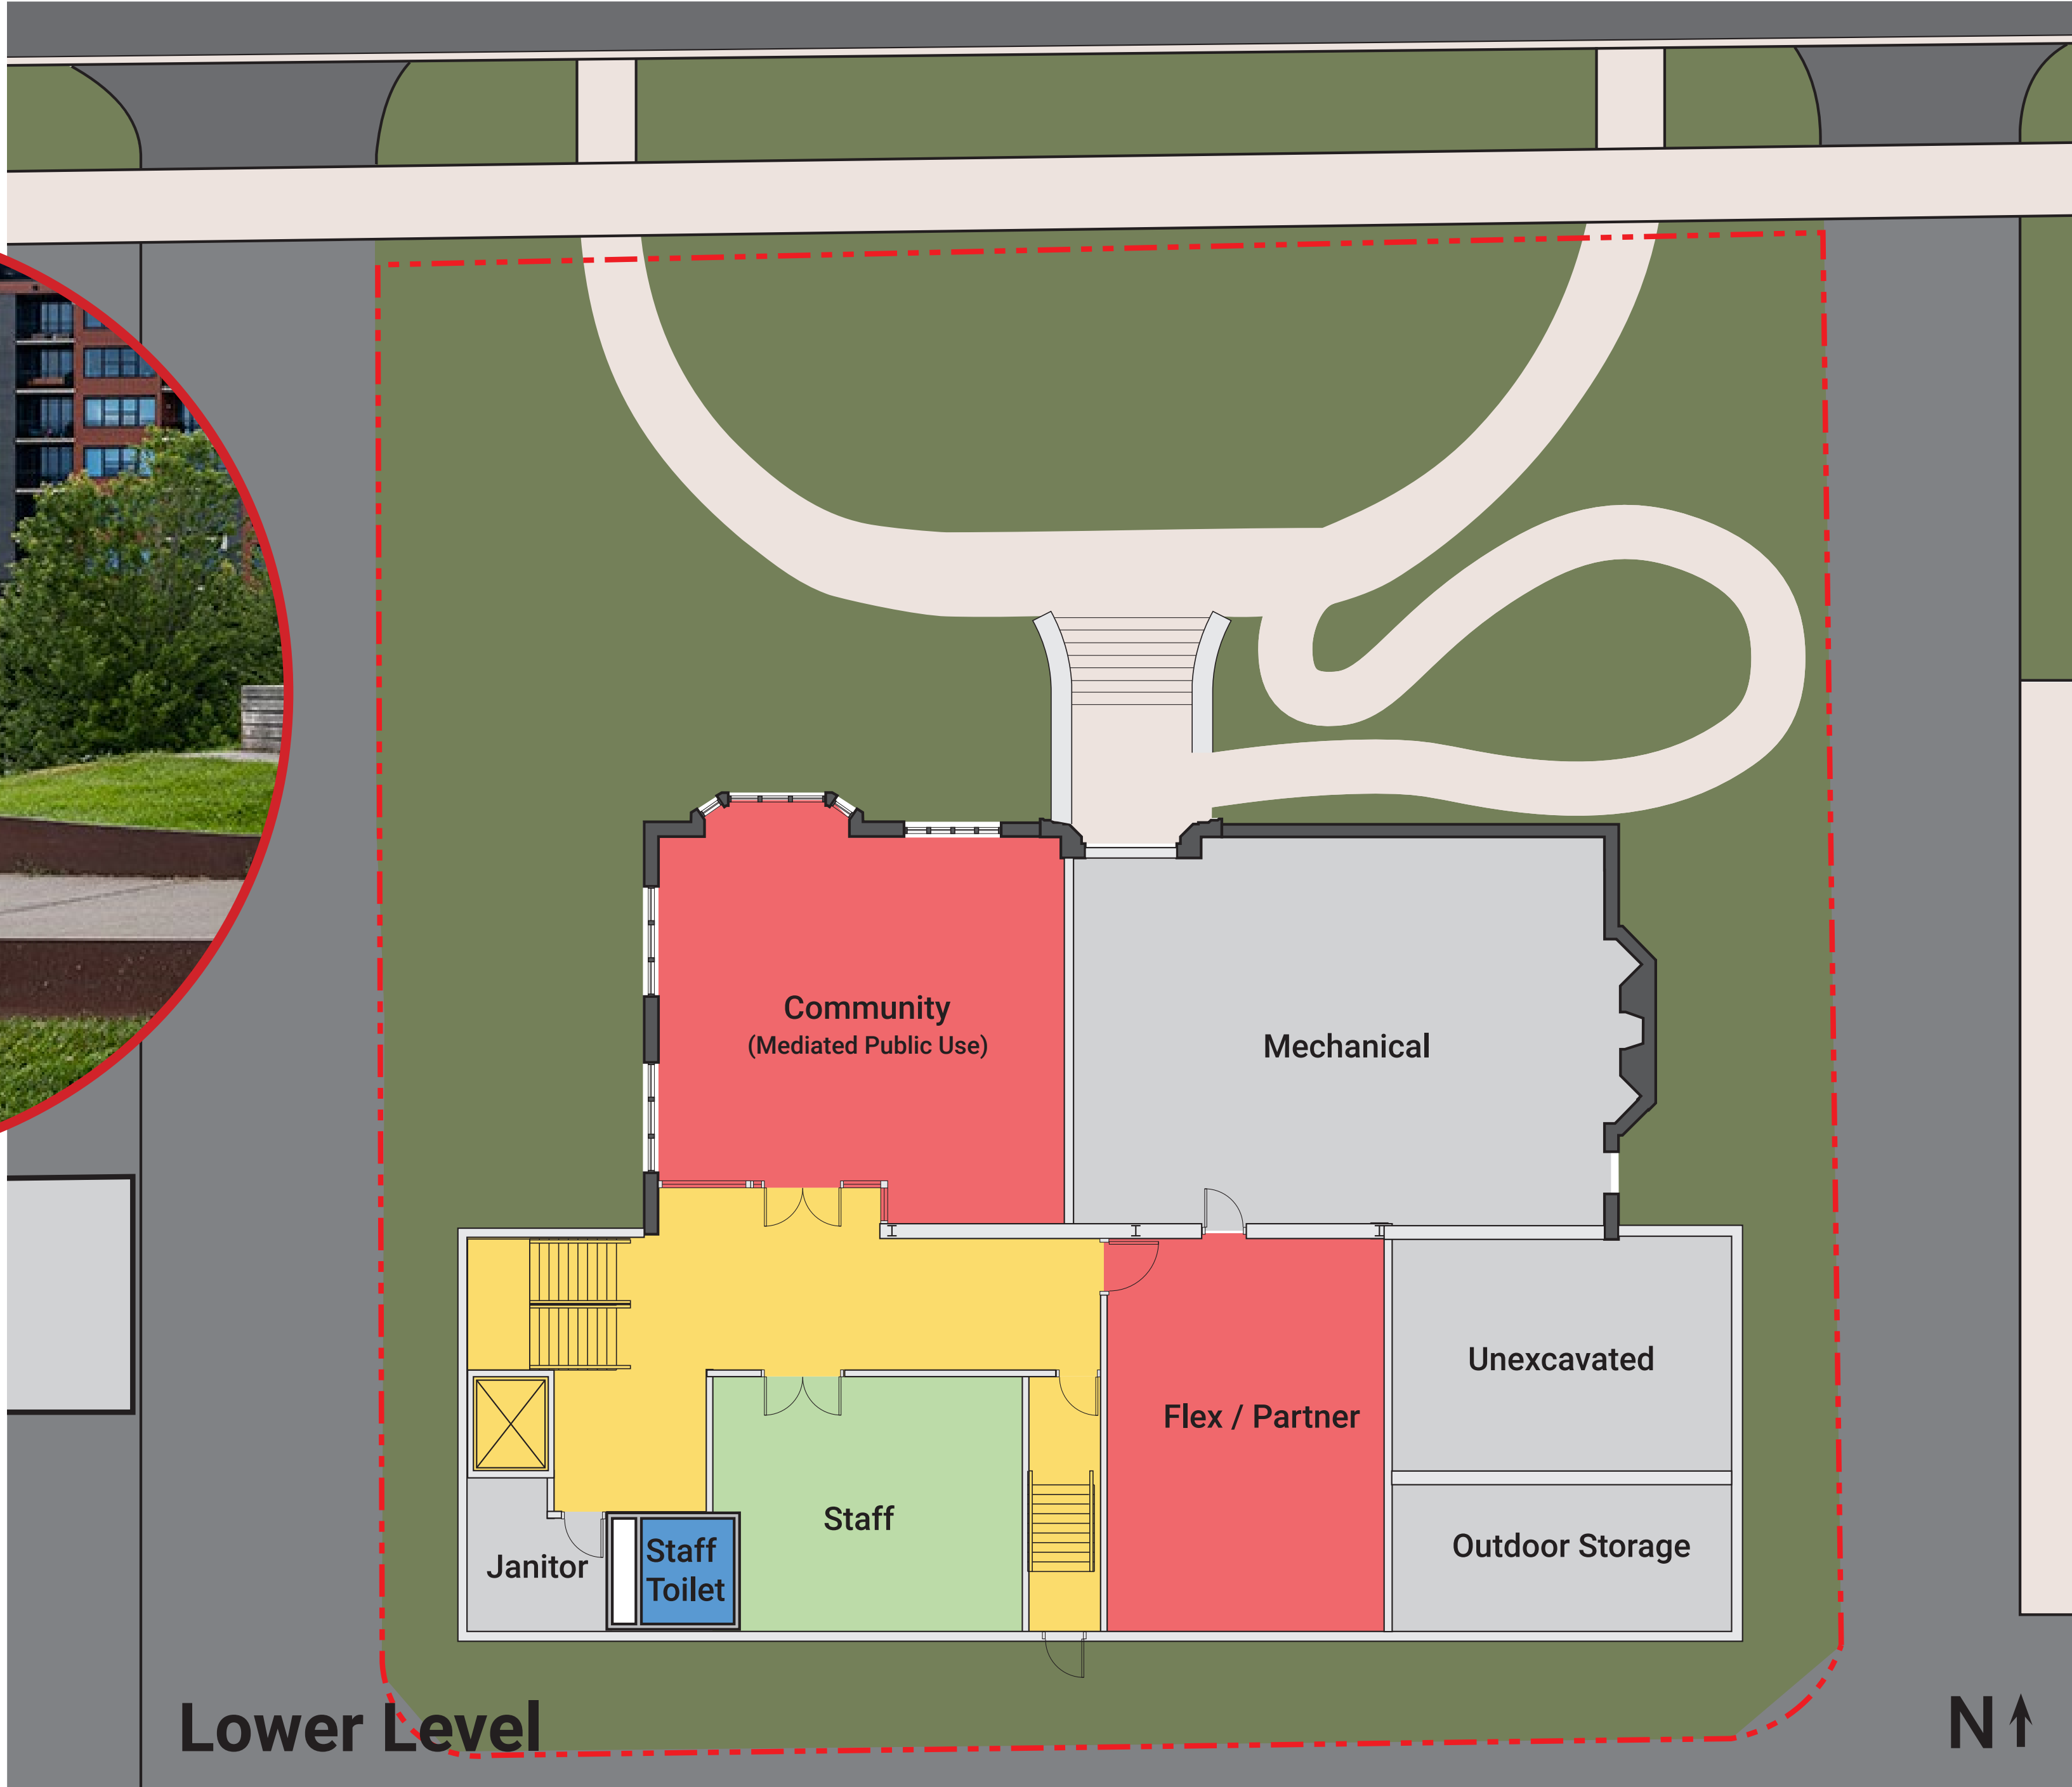 Community
(Mediated Public Use)
Mechanical
Unexcavated
Flex / Partner
Staff
Outdoor Storage
Janitor
Staff
Toilet
Lower Level
N